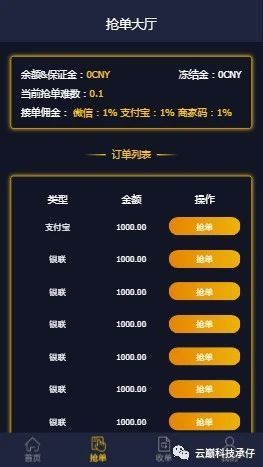 抢单大厅
余额&保证金：0CNY 冻结金：0CNY
当前抢单难数：0.1
接单佣金： 微信：1% 支付宝：1% 商家码：1%
订单列表
类型 金额 操作
支付宝 1000.00 抢单
银联 1000.00 抢单
银联 1000.00 抢单
银联 1000.00 抢单
银联 1000.00 抢单
银联 1000.00 抢单
银联 1000.00 抢单
首页 抢单 收单
云巅科技承仔